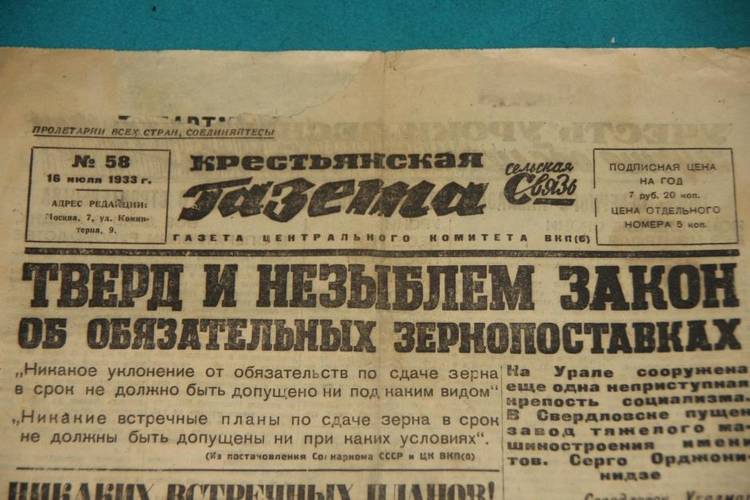 ПРОЛЕТАРИИ ВСЕХ СТРАН, СОЕДИНЯЙТЕСЬ
№ 58
16 июля 1933 г.
АДРЕС РЕДАКЦИИ:
Москва, 7, ул. Комин-
терна, 9.
КРЕСТЬЯНСКАЯ
Газета
сельская
Связь
ГАЗЕТА ЦЕНТРАЛЬНОГО КОМИТЕТА ВКП(б)
ПОДПИСНАЯ ЦЕНА
НА ГОД
7 руб. 20 коп.
ЦЕНА ОТДЕЛЬНОГО
НОМЕРА 5 коп.
ТВЕРД И НЕЗЫБЛЕМ ЗАКОН
ОБ ОБЯЗАТЕЛЬНЫХ ЗЕРНОПОСТАВКАХ
„Никакое уклонение от обязательств по сдаче зерна
в срок не должно быть допущено ни под каким видом“
„Никакие встречные планы по сдаче зерна в срок
не должны быть допущены ни при каких условиях“.
(Из постановления Совнаркома СССР и ЦК ВКП(б)
НИКАКИХ ВСТРЕЧНЫХ ПЛАНОВ!
На Урале сооружена
еще одна неприступная
крепость социализма.
В Свердловске пущен
завод тяжелого ма-
шиностроения имени
тов. Серго Орджони-
кидзе